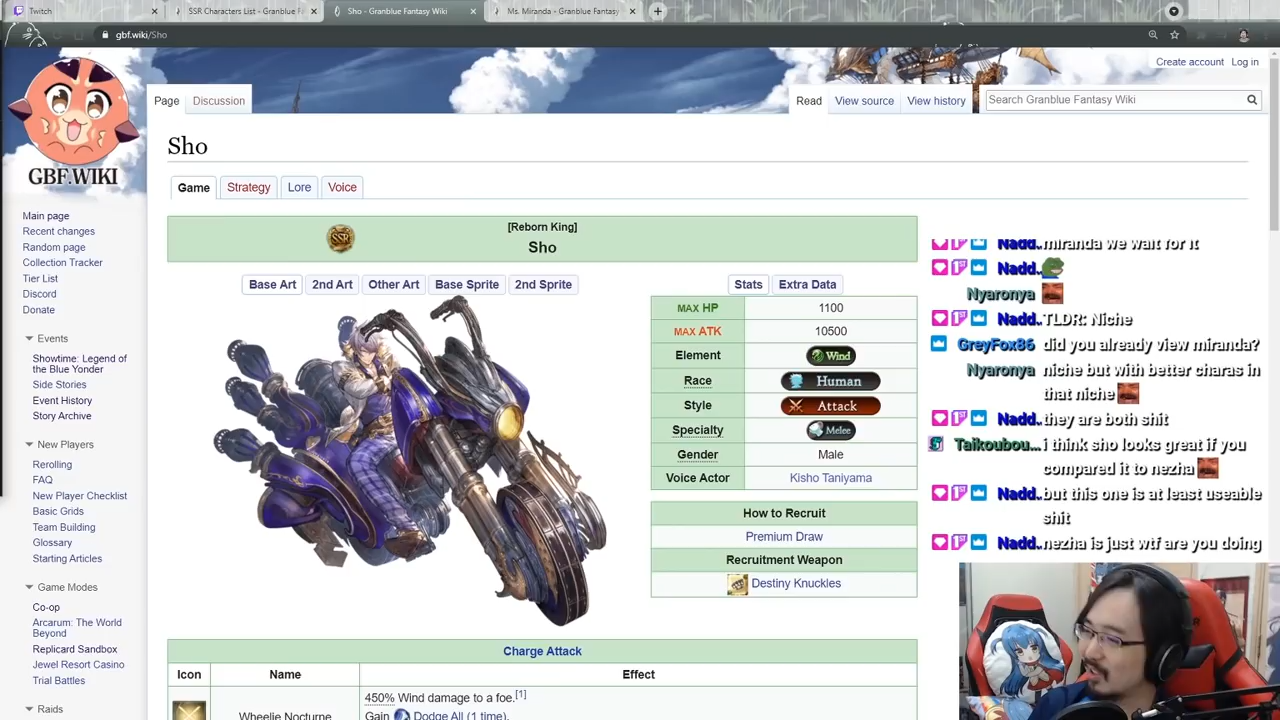 Twitch
SSR Characters List - Granblue F
Sho - Granblue Fantasy Wiki
Ms. Miranda - Granblue Fantasy
gbf.wiki/Sho
Create account Log in
GBF.WIKI
Page Discussion
Read View source View history
Search Granblue Fantasy Wiki
Sho
Game Strategy Lore Voice
SSR
[Reborn King]
Sho
Base Art 2nd Art Other Art Base Sprite 2nd Sprite
Stats Extra Data
MAX HP 1100
MAX ATK 10500
Element Wind
Race Human
Style Attack
Specialty Melee
Gender Male
Voice Actor Kisho Taniyama
How to Recruit
Premium Draw
Recruitment Weapon
Destiny Knuckles
Charge Attack
Icon Name Effect
Wheelie Nocturne
450% Wind damage to a foe.[1]
Gain Dodge All (1 time).
Main page
Recent changes
Random page
Collection Tracker
Tier List
Discord
Donate
Events
Showtime: Legend of
the Blue Yonder
Side Stories
Event History
Story Archive
New Players
Rerolling
FAQ
New Player Checklist
Basic Grids
Team Building
Glossary
Starting Articles
Game Modes
Co-op
Arcarum: The World
Beyond
Replicard Sandbox
Jewel Resort Casino
Trial Battles
Raids
Nadd.. miranda we wait for it
Nadd..
Nyaronya
Nadd.. TLDR: Niche
GreyFox86 did you already view miranda?
Nyaronya niche but with better charas in
that niche
Nadd.. they are both shit
Taikoubou... i think sho looks great if you
compared it to nezha
Nadd.. but this one is at least useable
shit
Nadd.. nezha is just wtf are you doing